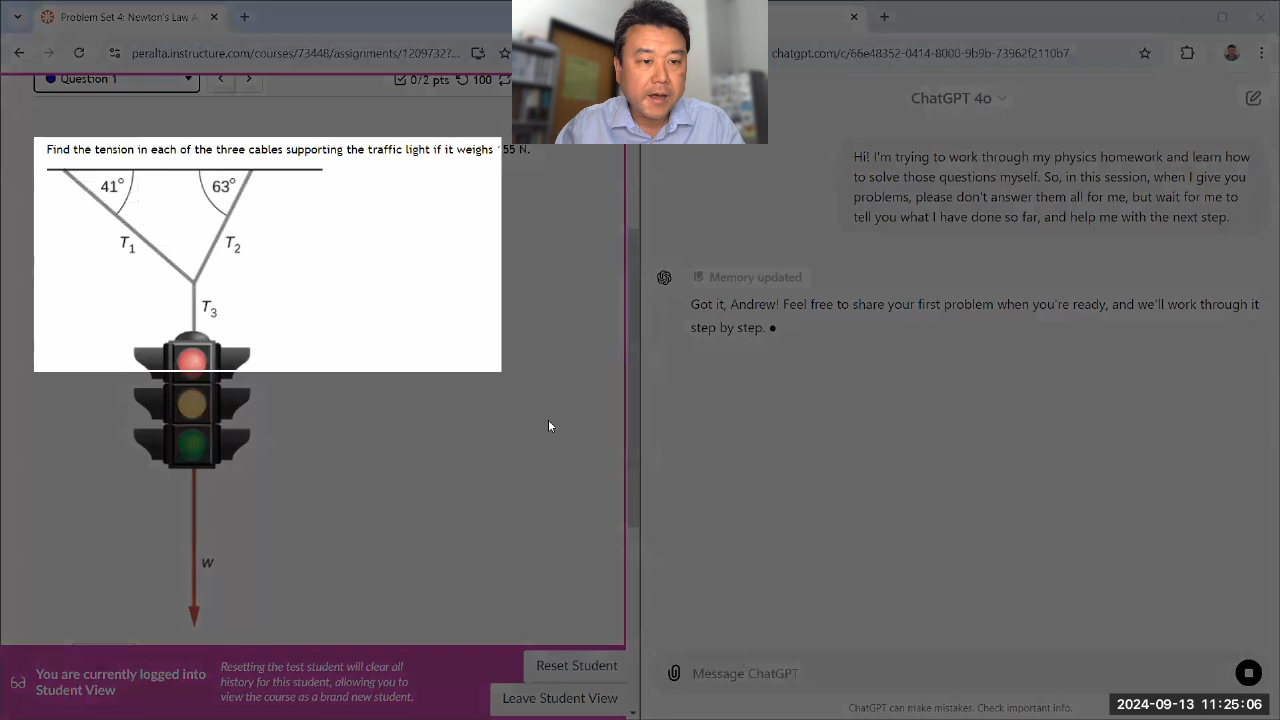 Problem Set 4: Newton's Law A
peralta.instructure.com/courses/73448/assignments/12097327...
chatgpt.com/c/66e48352-0414-8000-9b9b-73962f2110b7
Question 1
0/2 pts
100
Find the tension in each of the three cables supporting the traffic light if it weighs 55 N.
41°
63°
T1
T2
T3
w
You are currently logged into
Student View
Resetting the test student will clear all
history for this student, allowing you to
view the course as a brand new student.
Reset Student
Leave Student View
ChatGPT 4o
Hi! I'm trying to work through my physics homework and learn how
to solve those questions myself. So, in this session, when I give you
problems, please don't answer them all for me, but wait for me to
tell you what I have done so far, and help me with the next step.
Memory updated
Got it, Andrew! Feel free to share your first problem when you're ready, and we'll work through it
step by step.
Message ChatGPT
ChatGPT can make mistakes. Check important info.
2024-09-13 11:25:06